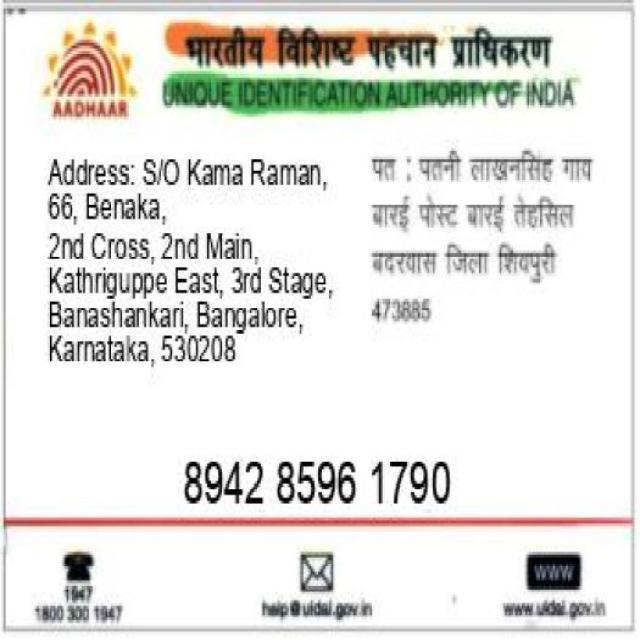 भारतीय विशिष्ट पहचान प्राधिकरण
AADHAAR
UNIQUE IDENTIFICATION AUTHORITY OF INDIA
Address: S/O Kama Raman,
66, Benaka,
2nd Cross, 2nd Main,
Kathriguppe East, 3rd Stage,
Banashankari, Bangalore,
Karnataka, 530208
पत : पतनी लाखनसिंह गाव
बारई पोस्ट बारई तेहसिल
बदरवास जिला शिवपुरी
473885
8942 8596 1790
1947
1800 300 1947
help@uidai.gov.in
www
www.uidai.gov.in